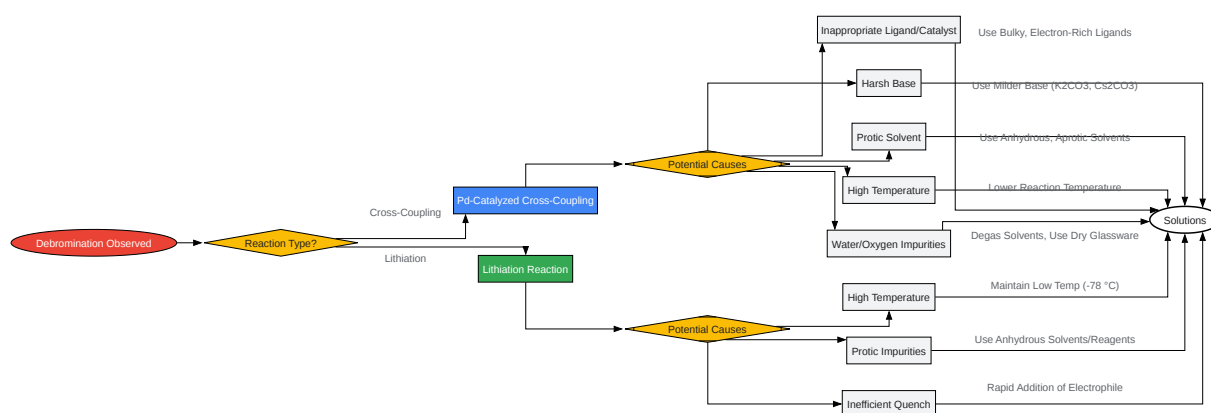 Debromination Observed
Reaction Type?
Cross-Coupling
Lithiation
Pd-Catalyzed Cross-Coupling
Lithiation Reaction
Potential Causes
Inappropriate Ligand/Catalyst
Use Bulky, Electron-Rich Ligands
Harsh Base
Use Milder Base (K2CO3, Cs2CO3)
Protic Solvent
Use Anhydrous, Aprotic Solvents
High Temperature
Lower Reaction Temperature
Water/Oxygen Impurities
Degas Solvents, Use Dry Glassware
Solutions
Potential Causes
High Temperature
Maintain Low Temp (-78 °C)
Protic Impurities
Use Anhydrous Solvents/Reagents
Inefficient Quench
Rapid Addition of Electrophile